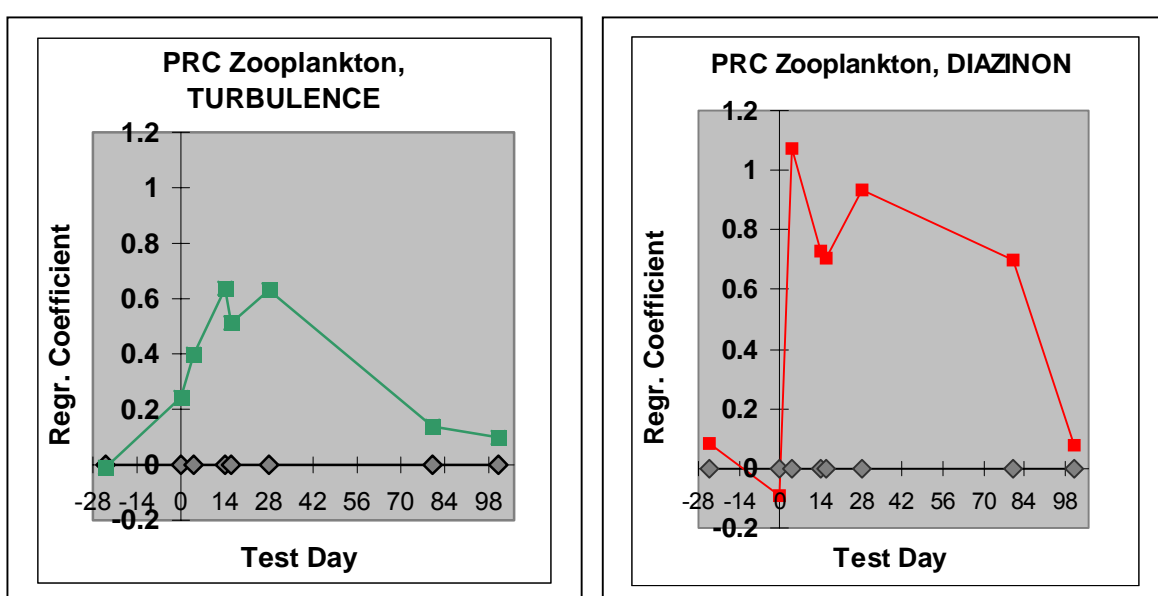 PRC Zooplankton,
TURBULENCE
1.2
1
0.8
0.6
0.4
0.2
0
-0.2
-28 -14 0 14 28 42 56 70 84 98
Regr. Coefficient
Test Day
PRC Zooplankton, DIAZINON
1.2
1
0.8
0.6
0.4
0.2
0
-0.2
-28 -14 0 14 28 42 56 70 84 98
Regr. Coefficient
Test Day